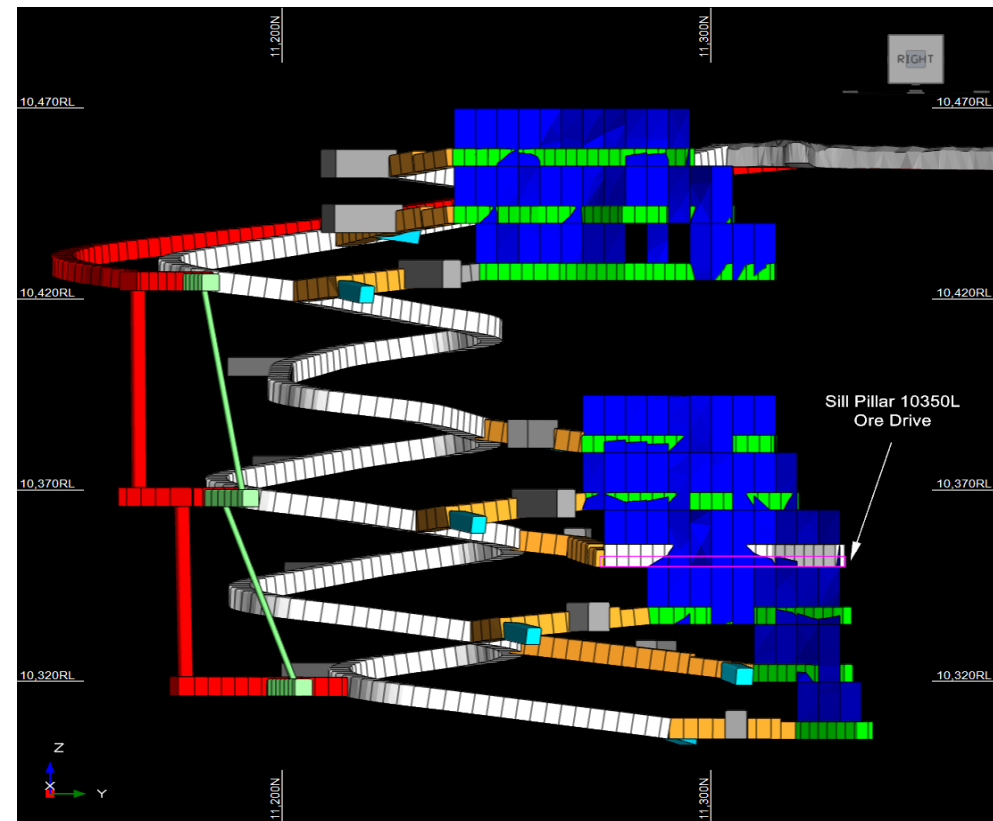 11,200N
11,300N
RIGHT
10,470RL
10,470RL
10,420RL
10,420RL
Sill Pillar 10350L
Ore Drive
10,370RL
10,370RL
10,320RL
10,320RL
Z
X
Y
11,200N
11,300N